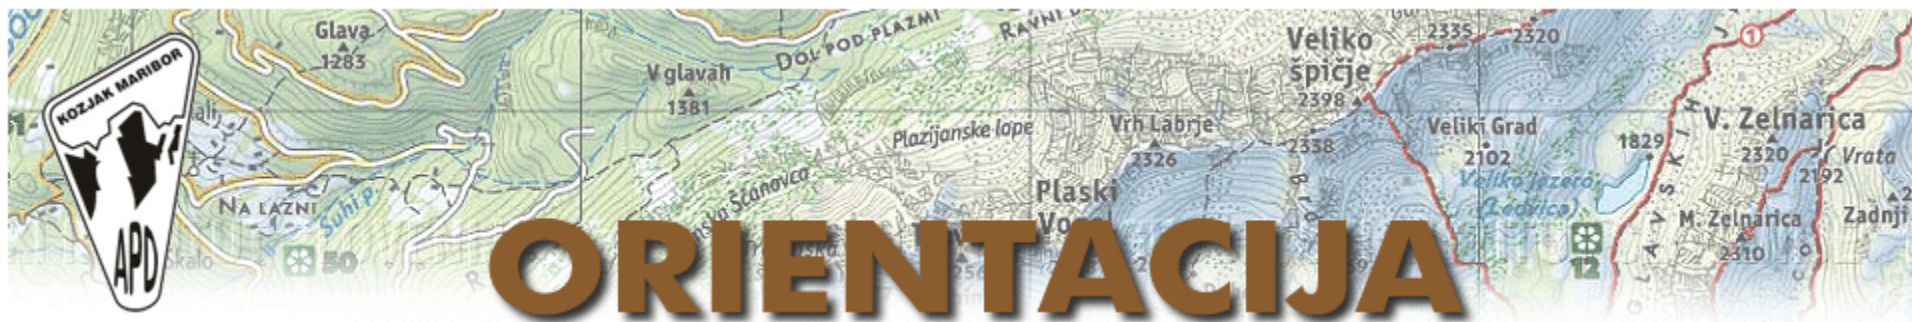 KOZJAK MARIBOR
APD
Glava
1283
V glavah
1381
DOL POD PLAZMI
RAVNI
Plazijanske lope
Vrh Labrje
2326
Veliko
špičje
2398
2338
2335
2320
Veliki Grad
2102
Veliko jezero
(Ledvica)
1829
1
V. Zelnarica
2320
Vrata
2192
M. Zelnarica
2310
Zadnji
Plaski
NA LAZNI
Suhi p.
Ščanovca
50
12
ORIENTACIJA